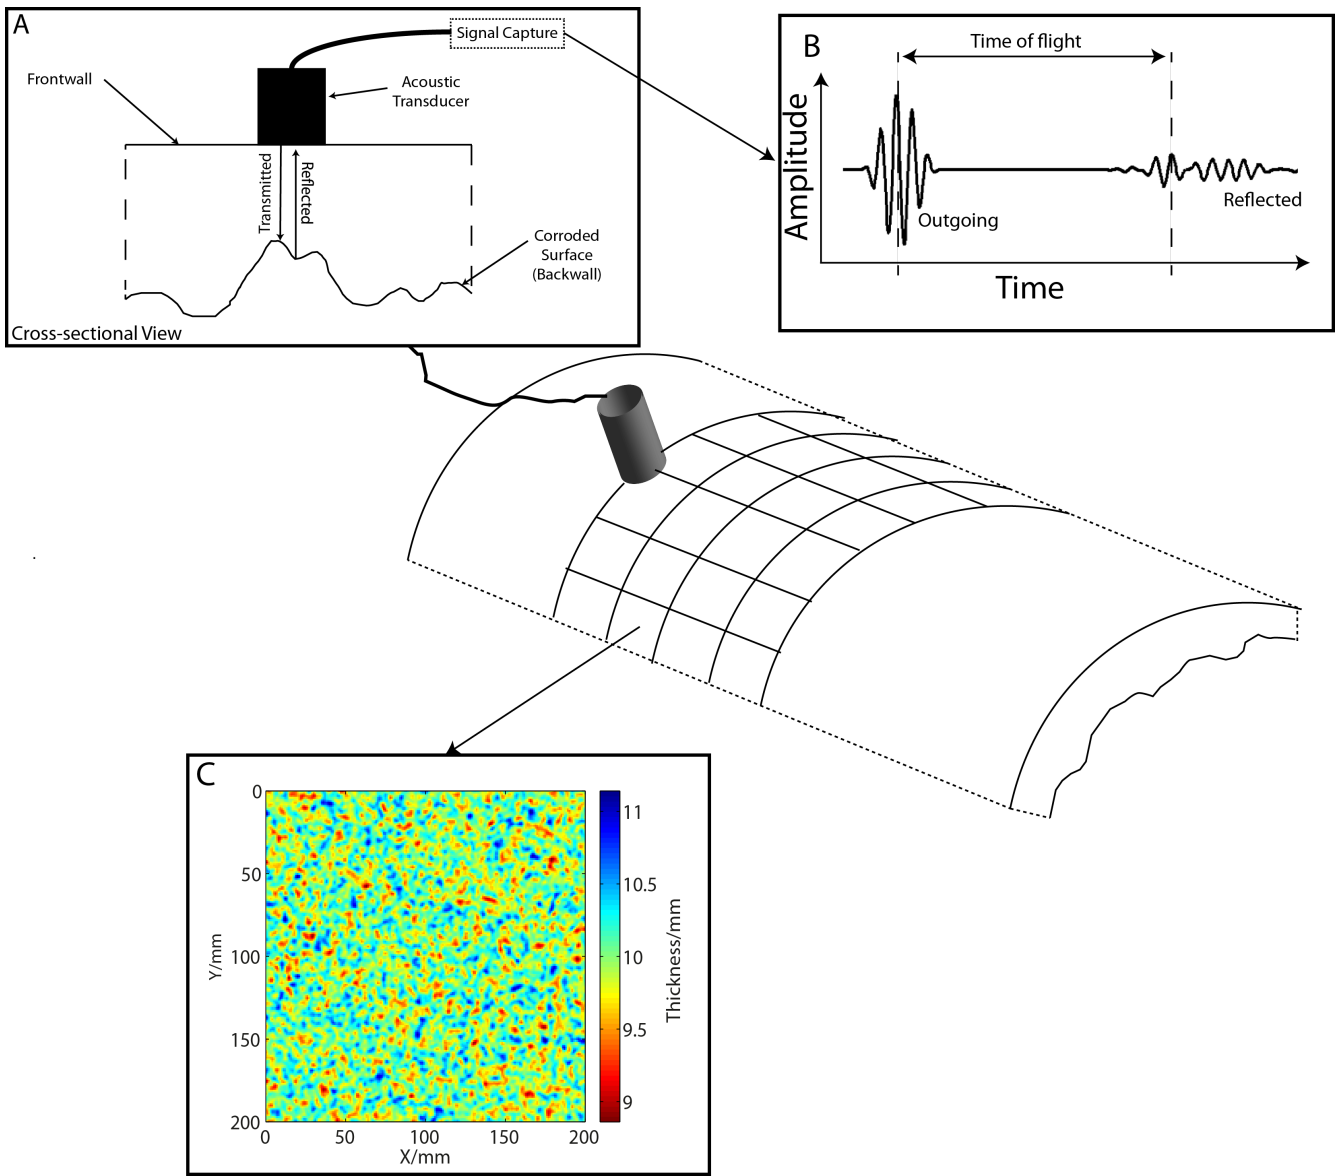 A
Signal Capture
Frontwall
Acoustic
Transducer
Transmitted
Reflected
Corroded
Surface
(Backwall)
Cross-sectional View
B
Time of flight
Amplitude
Outgoing
Reflected
Time
C
0
50
100
150
200
Y/mm
0
50
100
150
200
X/mm
11
10.5
10
9.5
9
Thickness/mm